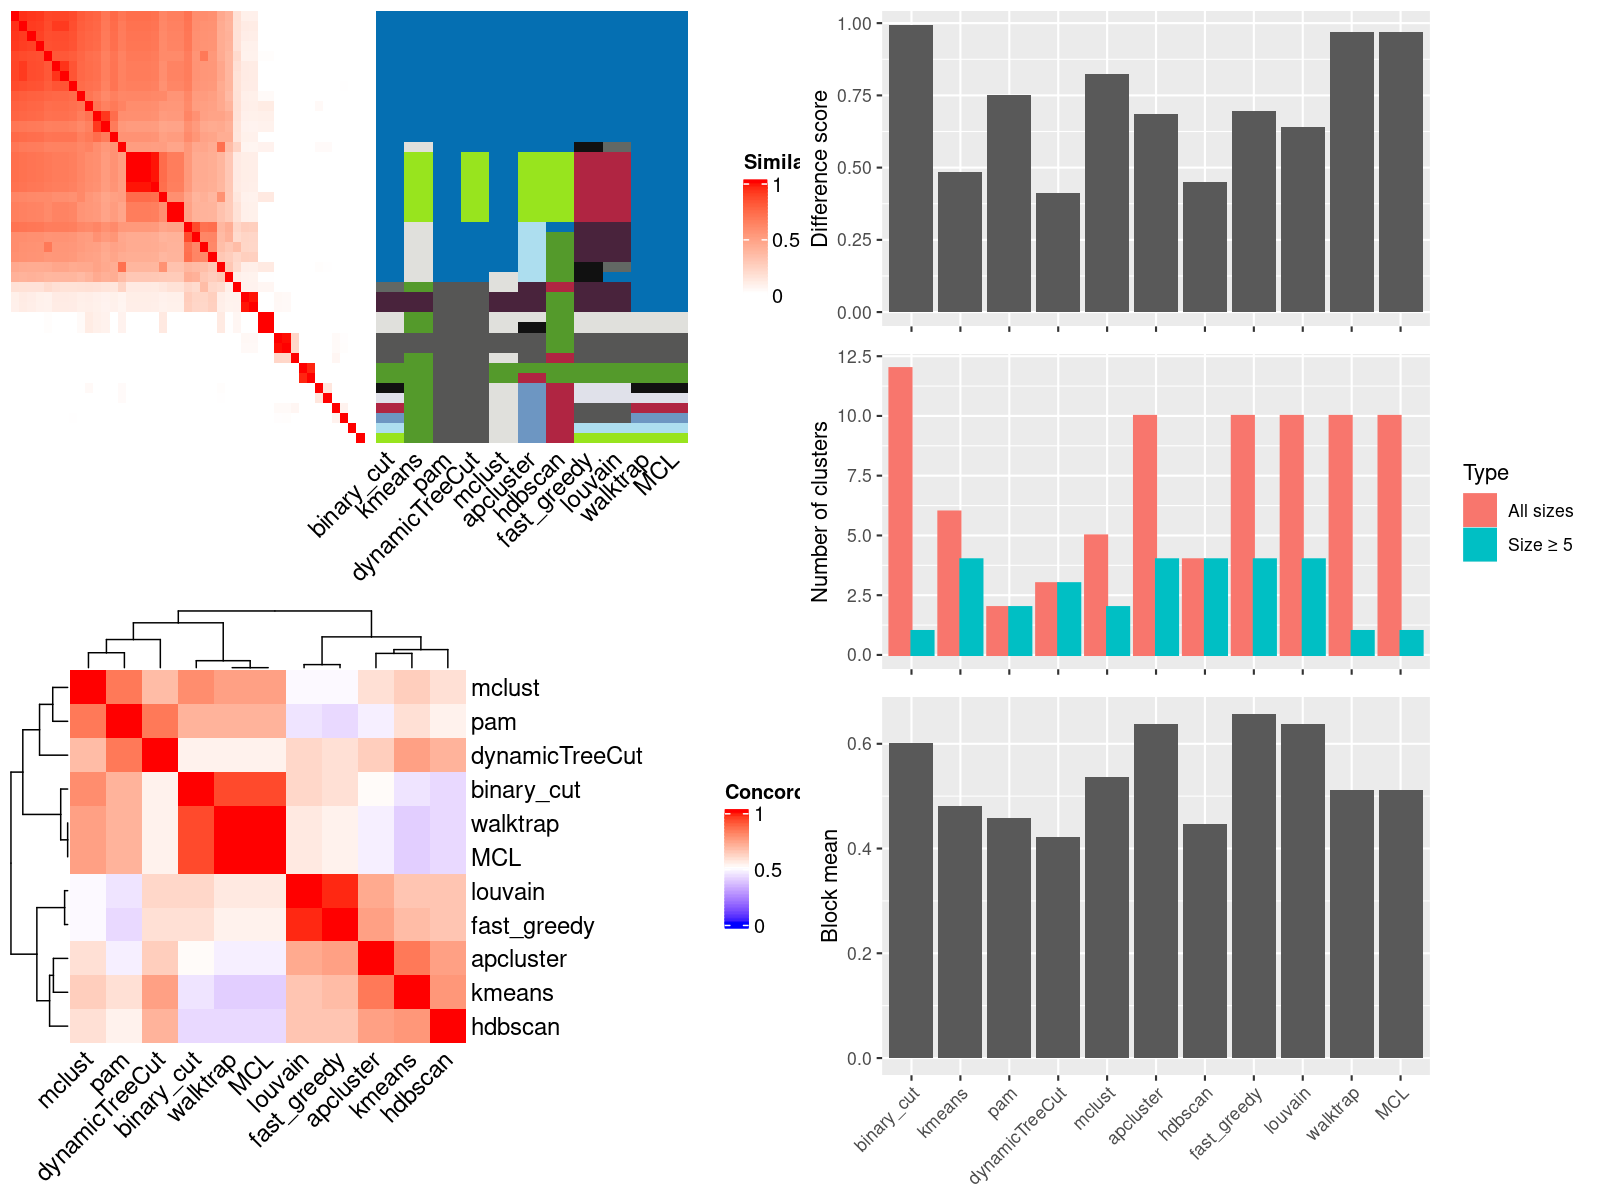 Simila
1
0.5
0
binary_cut
kmeans
pam
dynamicTreeCut
mclust
apcluster
hdbscan
fast_greedy
louvain
walktrap
MCL
mclust
pam
dynamicTreeCut
binary_cut
walktrap
MCL
louvain
fast_greedy
apcluster
kmeans
hdbscan
mclust
pam
dynamicTreeCut
binary_cut
walktrap
MCL
louvain
fast_greedy
apcluster
kmeans
hdbscan
Concord
1
0.5
0
Difference score
1.00
0.75
0.50
0.25
0.00
Number of clusters
12.5
10.0
7.5
5.0
2.5
0.0
Type
All sizes
Size ≥ 5
Block mean
0.6
0.4
0.2
0.0
binary_cut
kmeans
pam
dynamicTreeCut
mclust
apcluster
hdbscan
fast_greedy
louvain
walktrap
MCL